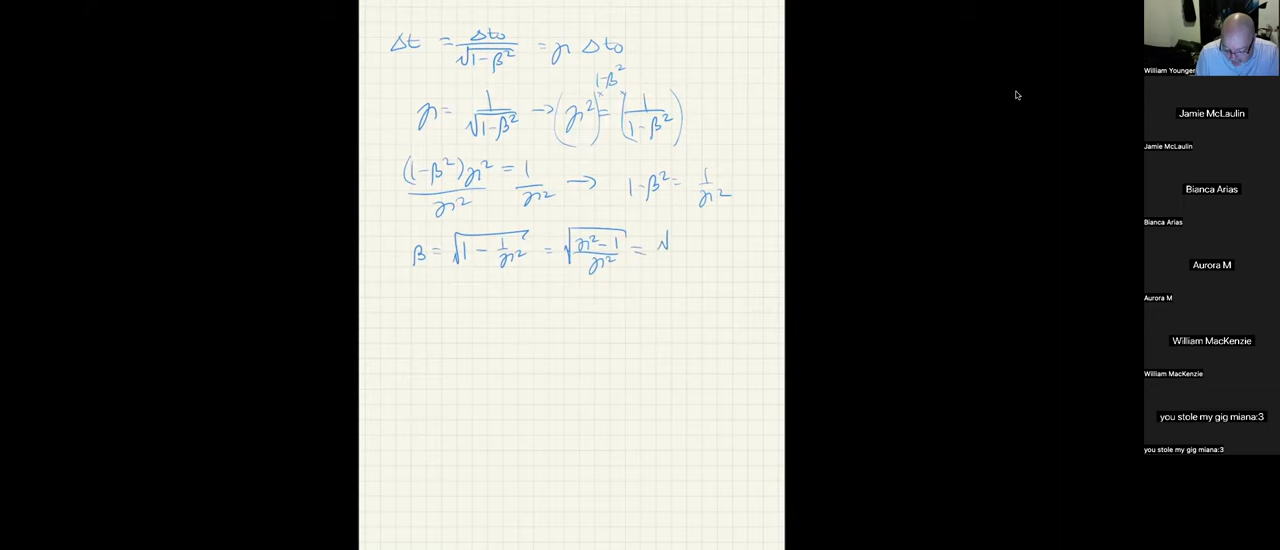 Δt = Δto / √1-β² = γ Δto
1-β²
γ = 1 / √1-β² → (γ²) = (1 / 1-β²)
(1-β²)γ² / γ² = 1 / γ² → 1-β² = 1 / γ²
β = √1 - 1/γ² = √γ²-1 / γ² = √
William Younger
Jamie McLaulin
Jamie McLaulin
Bianca Arias
Bianca Arias
Aurora M
Aurora M
William MacKenzie
William MacKenzie
you stole my gig miana:3
you stole my gig miana:3